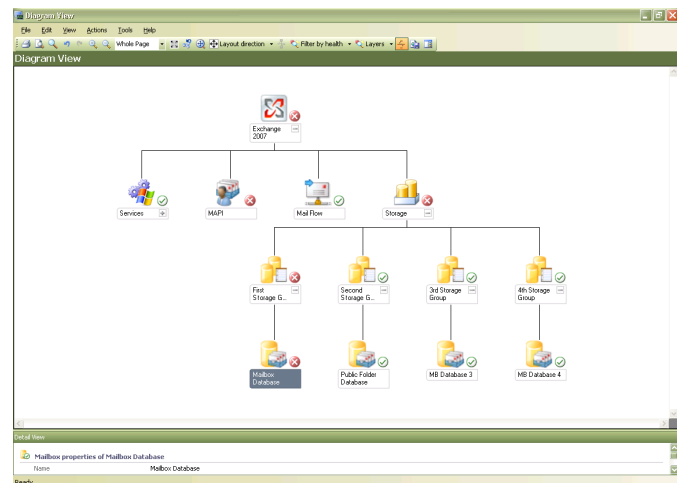 Diagram View
File Edit View Actions Tools Help
Whole Page Layout direction Filter by health Layers
Diagram View
Exchange
2007
Services MAPI Mail Flow Storage
First
Storage G...
Second
Storage G...
3rd Storage
Group
4th Storage
Group
Mailbox
Database
Public Folder
Database
MB Database 3
MB Database 4
Detail View
Mailbox properties of Mailbox Database
Name Mailbox Database
Ready